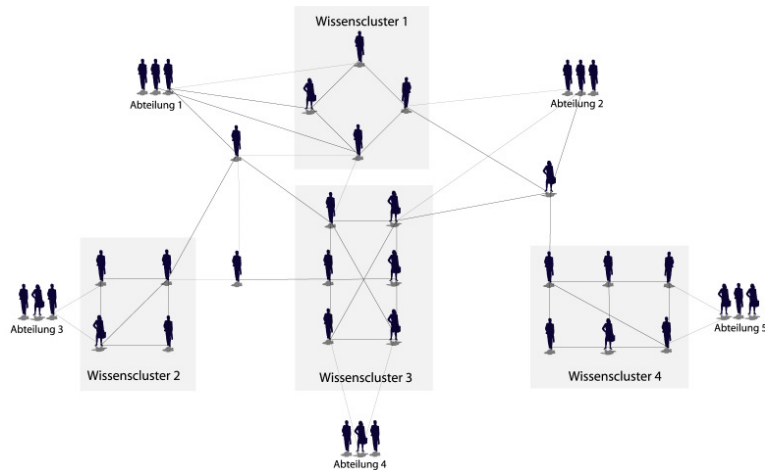 Wissenscluster 1
Abteilung 1
Abteilung 2
Abteilung 3
Wissenscluster 2
Wissenscluster 3
Wissenscluster 4
Abteilung 5
Abteilung 4